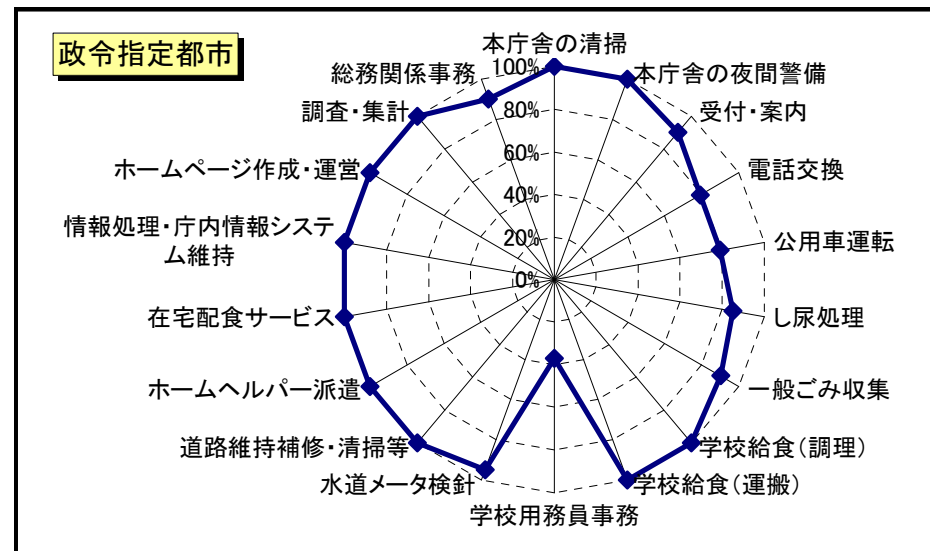 政令指定都市
本庁舎の清掃
本庁舎の夜間警備
受付・案内
電話交換
公用車運転
し尿処理
一般ごみ収集
学校給食(調理)
学校給食(運搬)
学校用務員事務
水道メータ検針
道路維持補修・清掃等
ホームヘルパー派遣
在宅配食サービス
情報処理・庁内情報システ
ム維持
ホームページ作成・運営
調査・集計
総務関係事務
100%
80%
60%
40%
20%
0%